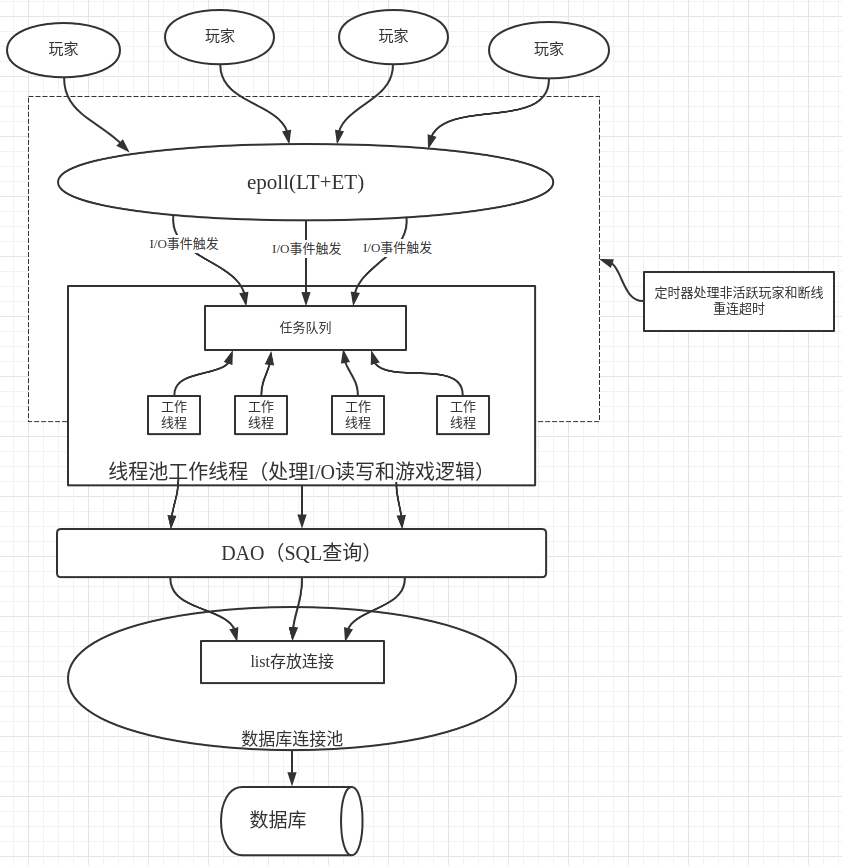 玩家
玩家
玩家
玩家
epoll(LT+ET)
I/O事件触发
I/O事件触发
I/O事件触发
定时器处理非活跃玩家和断线
重连超时
任务队列
工作
线程
工作
线程
工作
线程
工作
线程
线程池工作线程（处理I/O读写和游戏逻辑）
DAO（SQL查询）
list存放连接
数据库连接池
数据库